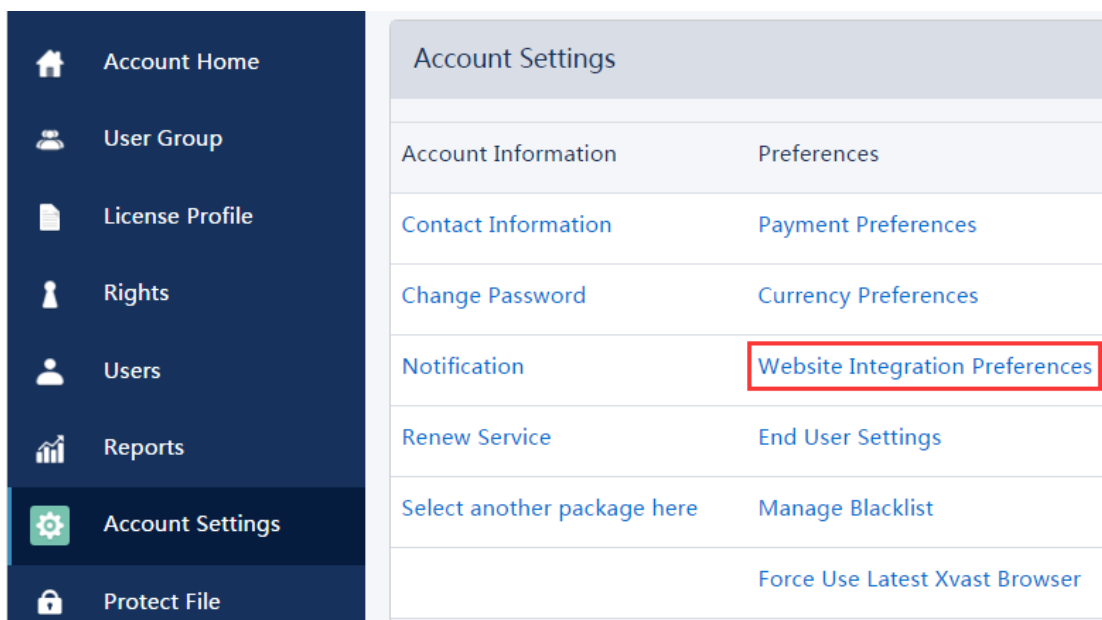 Account Home
User Group
License Profile
Rights
Users
Reports
Account Settings
Protect File
Account Settings
Account Information Preferences
Contact Information Payment Preferences
Change Password Currency Preferences
Notification Website Integration Preferences
Renew Service End User Settings
Select another package here Manage Blacklist
Force Use Latest Xvast Browser